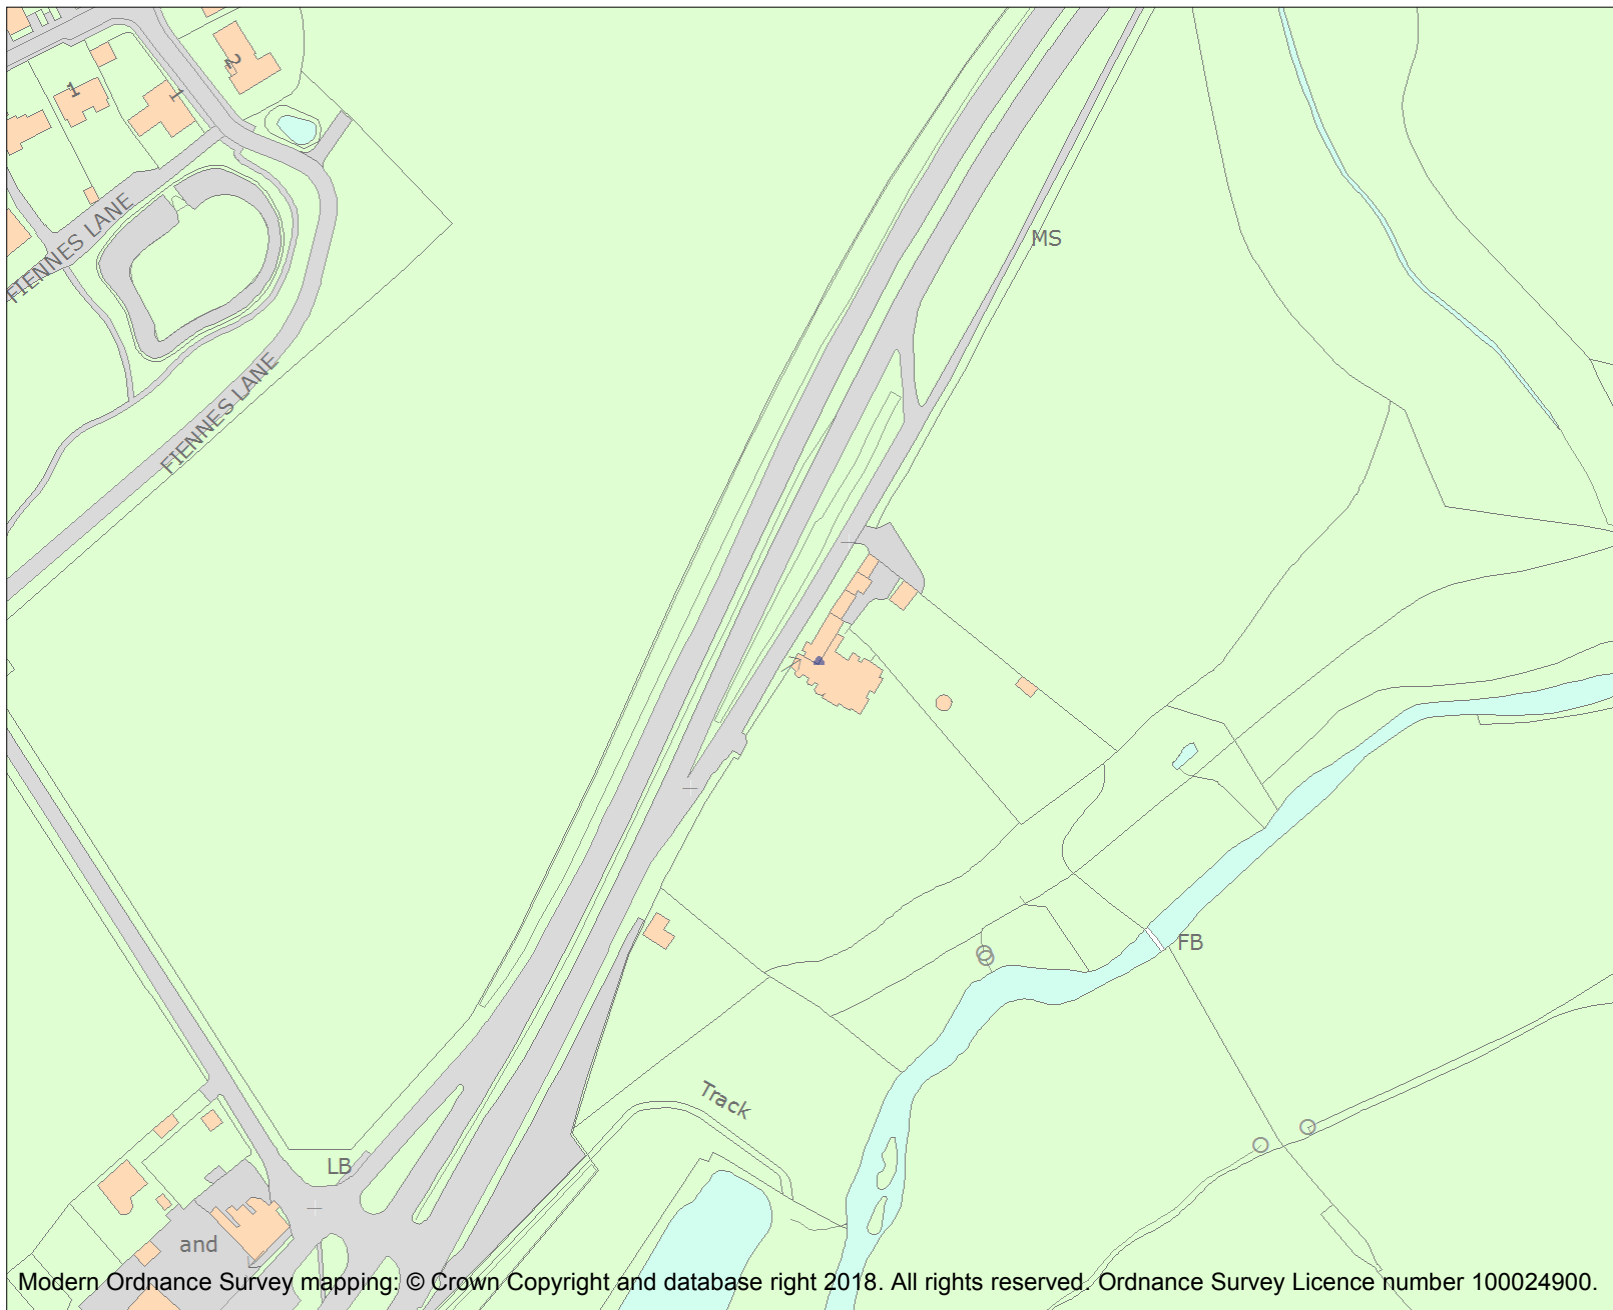 2
1
1
FIENNES LANE
MS
FIENNES LANE
FB
Track
LB
and
Modern Ordnance Survey mapping: © Crown Copyright and database right 2018. All rights reserved. Ordnance Survey Licence number 100024900.